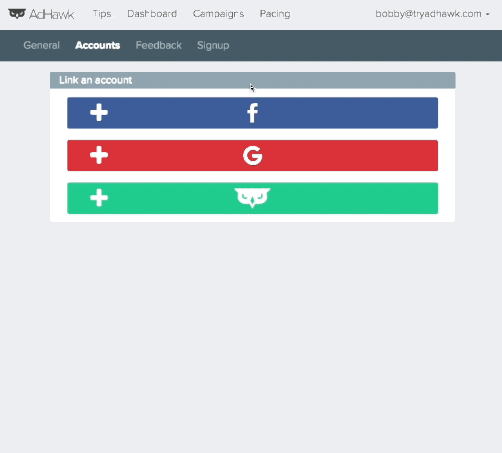 AdHawk Tips Dashboard Campaigns Pacing bobby@tryadhawk.com
General Accounts Feedback Signup
Link an account